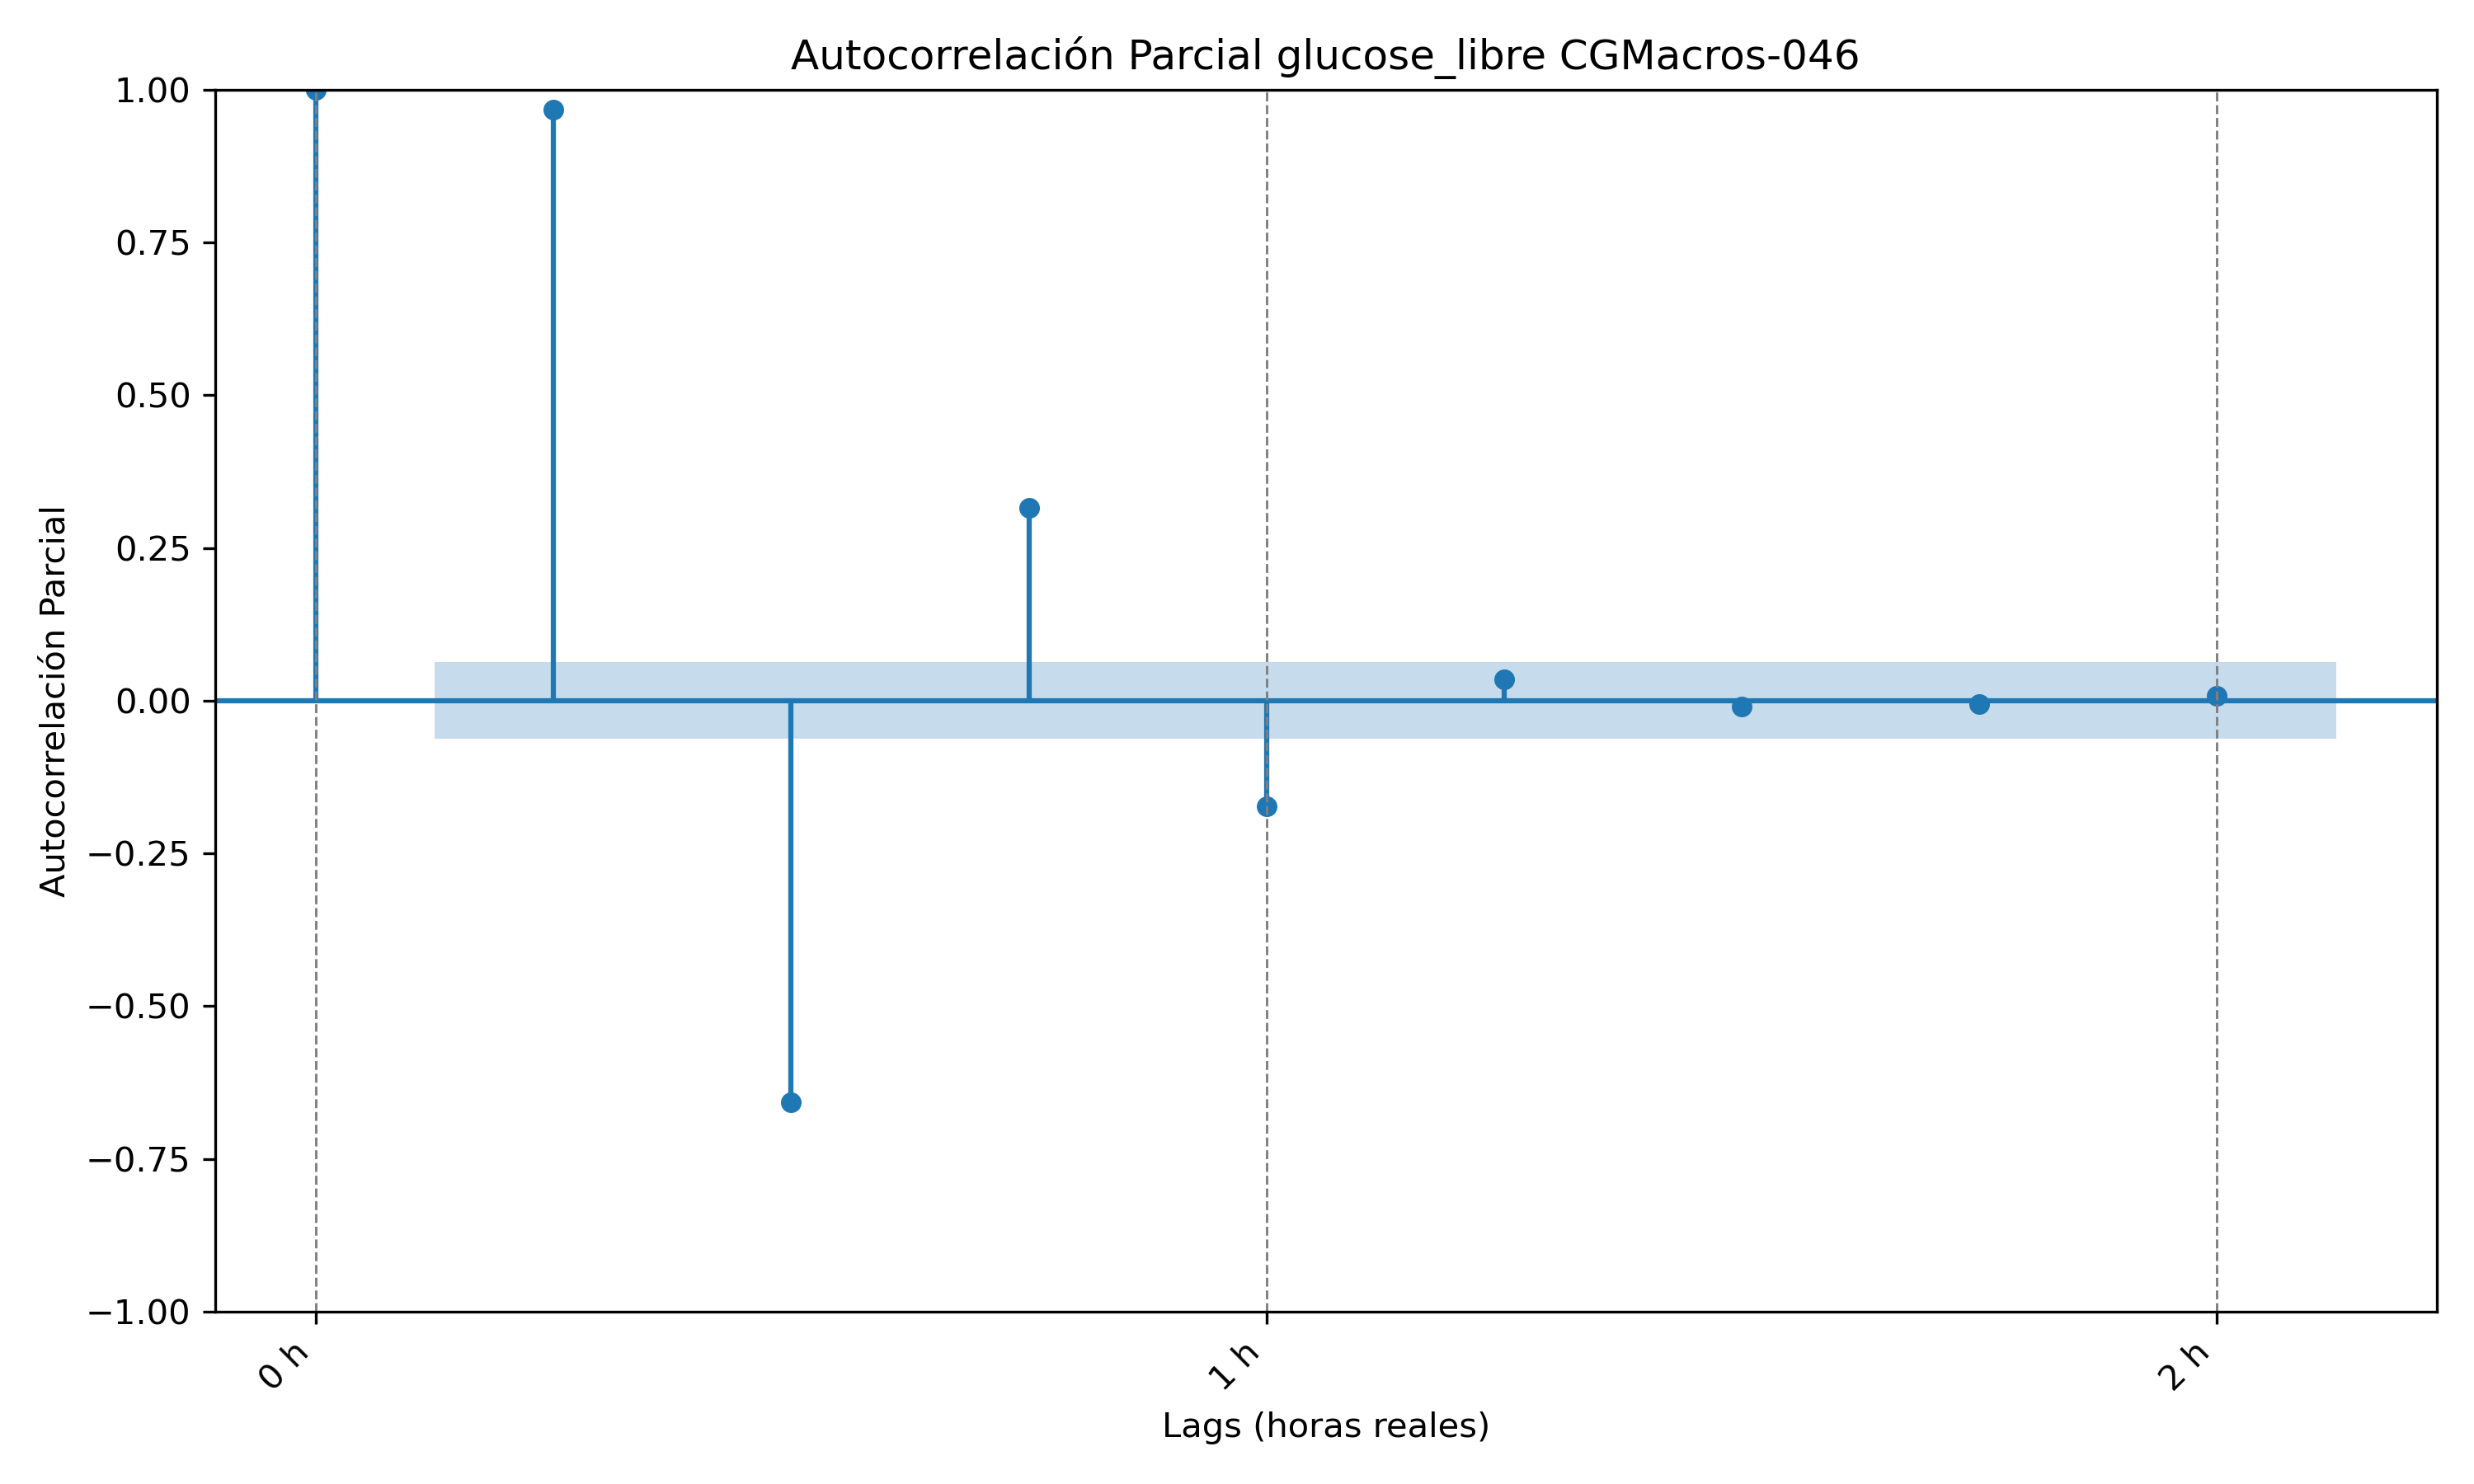 Autocorrelación Parcial glucose_libre CGMacros-046
1.00
0.75
0.50
0.25
0.00
−0.25
−0.50
−0.75
−1.00
Autocorrelación Parcial
0 h
1 h
2 h
Lags (horas reales)